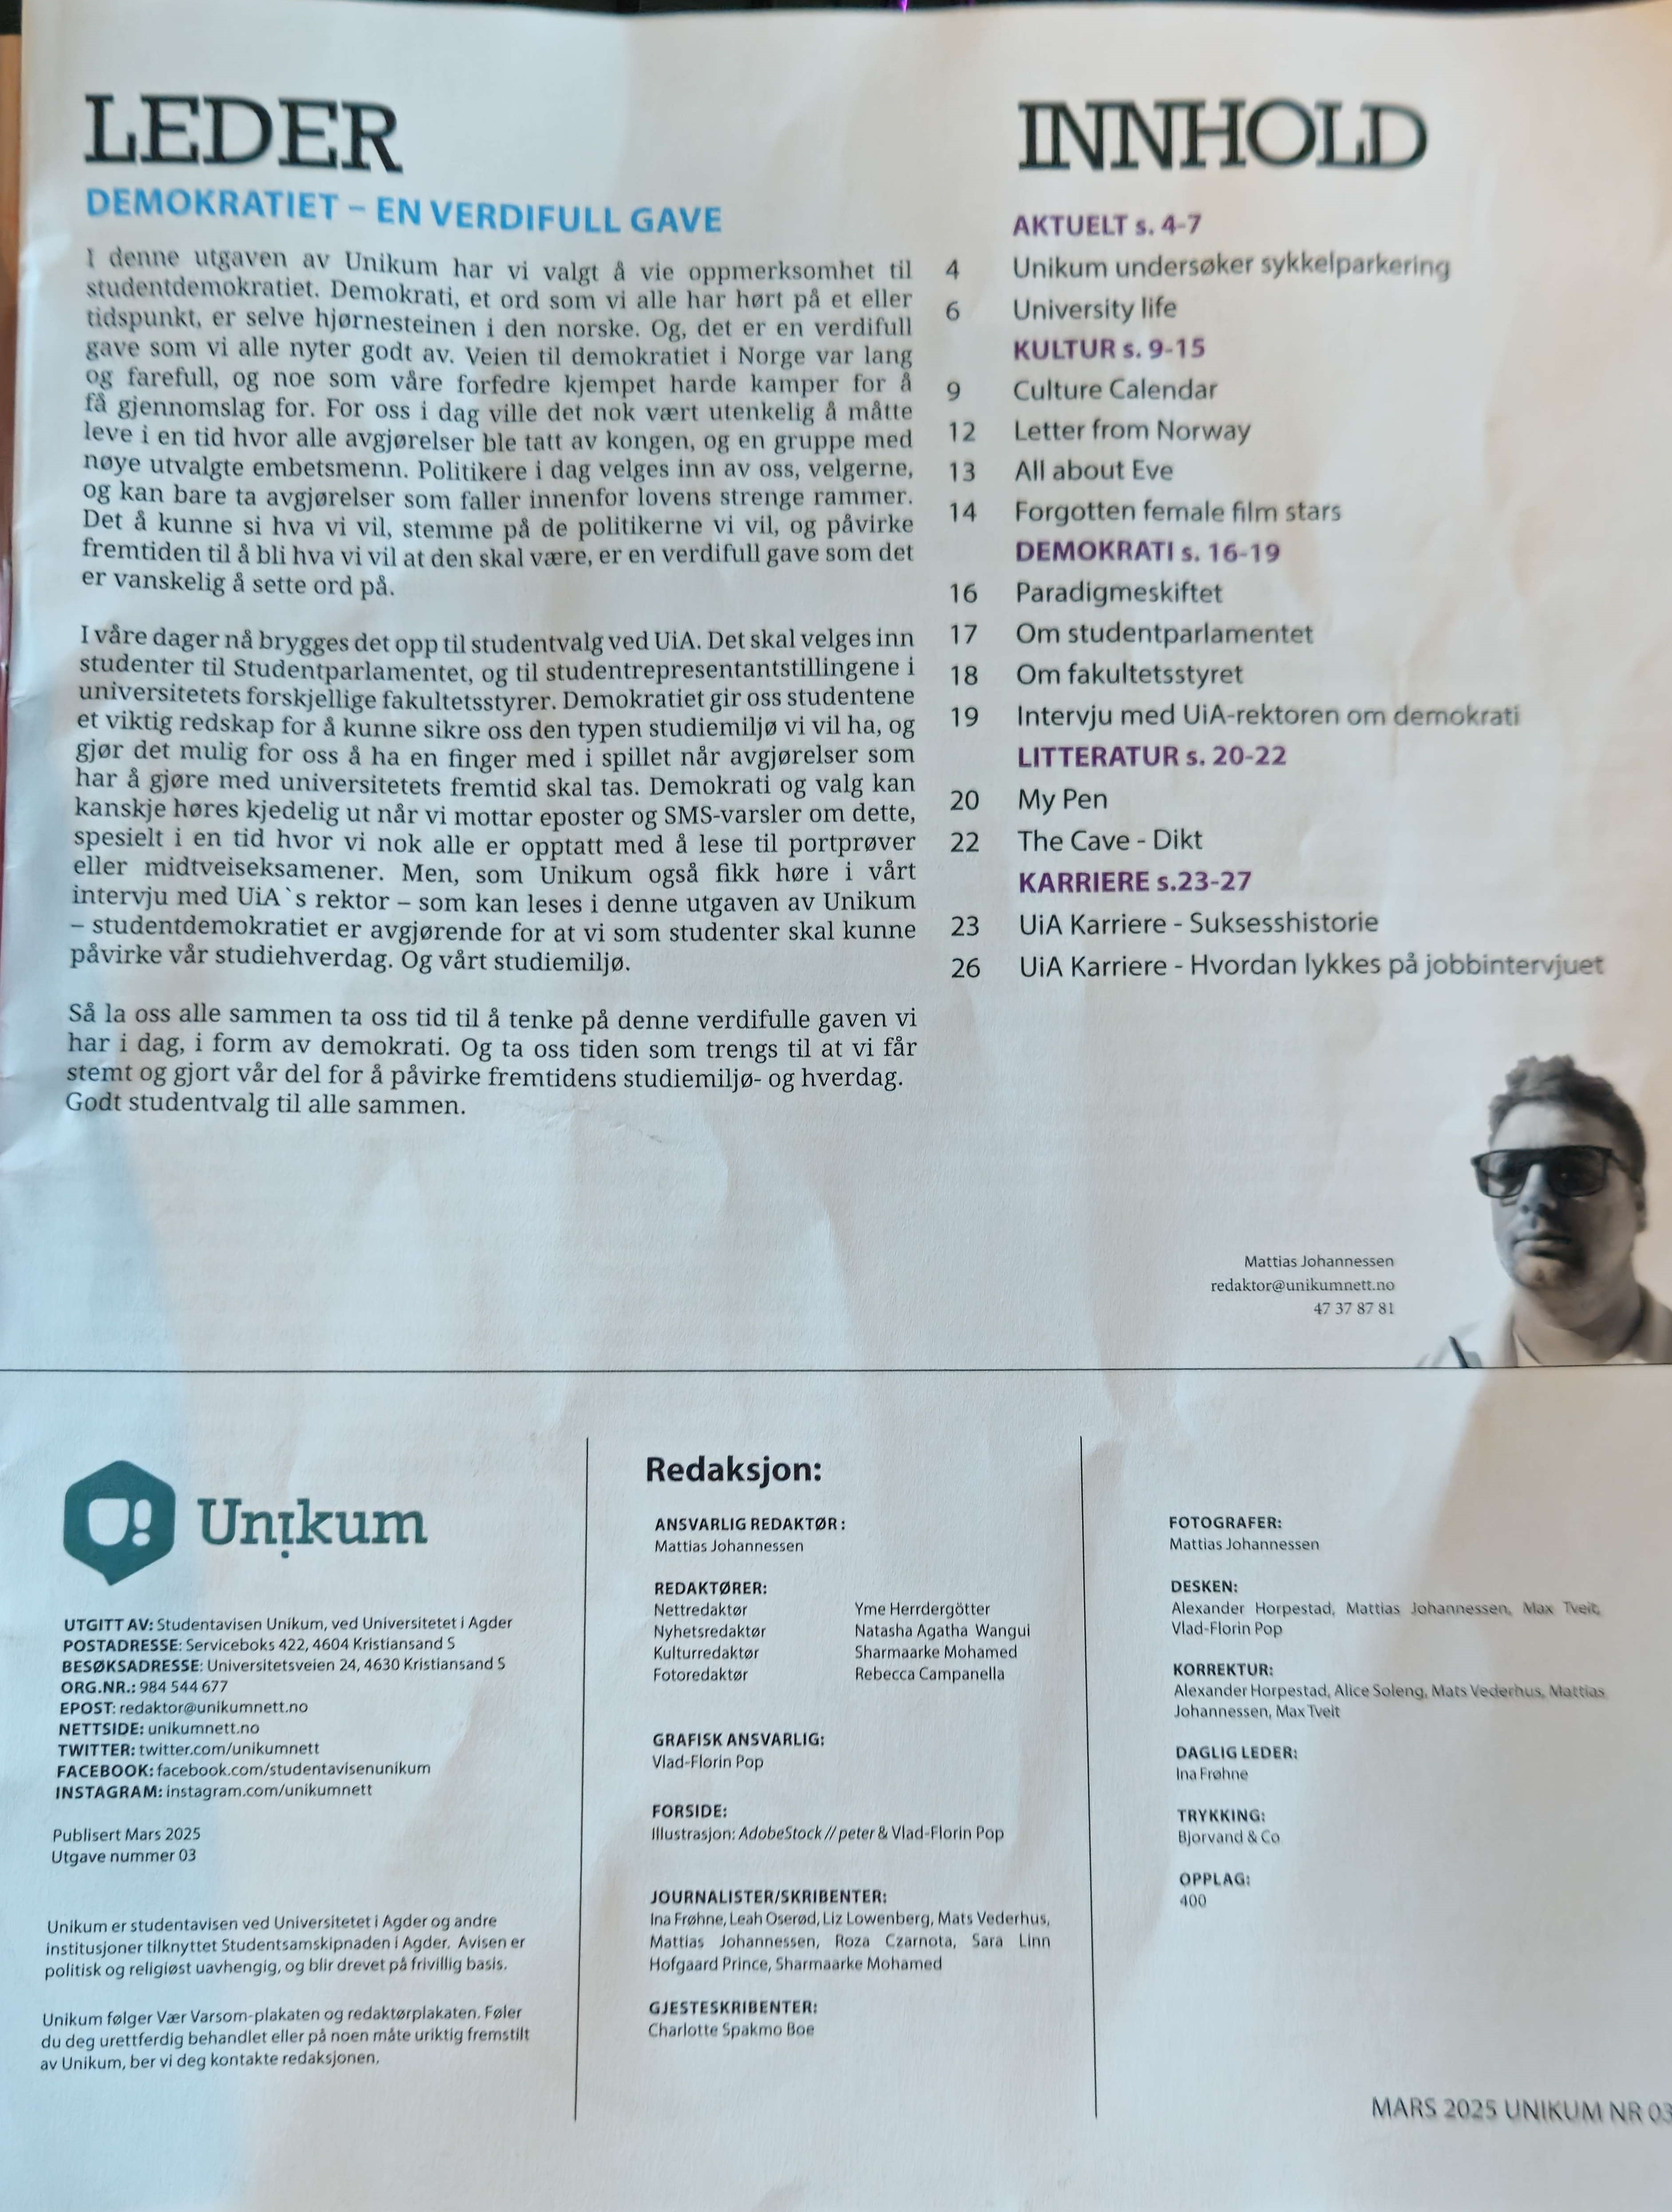 LEDER
DEMOKRATIET – EN VERDIFULL GAVE
I denne utgaven av Unikum har vi valgt å vie oppmerksomhet til
studentdemokratiet. Demokrati, et ord som vi alle har hørt på et eller
tidspunkt, er selve hjørnesteinen i den norske. Og, det er en verdifull
gave som vi alle nyter godt av. Veien til demokratiet i Norge var lang
og farefull, og noe som våre forfedre kjempet harde kamper for å
få gjennomslag for. For oss i dag ville det nok vært utenkelig å måtte
leve i en tid hvor alle avgjørelser ble tatt av kongen, og en gruppe med
nøye utvalgte embetsmenn. Politikere i dag velges inn av oss, velgerne,
og kan bare ta avgjørelser som faller innenfor lovens strenge rammer.
Det å kunne si hva vi vil, stemme på de politikerne vi vil, og påvirke
fremtiden til å bli hva vi vil at den skal være, er en verdifull gave som det
er vanskelig å sette ord på.
I våre dager nå brygges det opp til studentvalg ved UiA. Det skal velges inn
studenter til Studentparlamentet, og til studentrepresentantstillingene i
universitetets forskjellige fakultetsstyrer. Demokratiet gir oss studentene
et viktig redskap for å kunne sikre oss den typen studiemiljø vi vil ha, og
gjør det mulig for oss å ha en finger med i spillet når avgjørelser som
har å gjøre med universitetets fremtid skal tas. Demokrati og valg kan
kanskje høres kjedelig ut når vi mottar eposter og SMS-varsler om dette,
spesielt i en tid hvor vi nok alle er opptatt med å lese til portprøver
eller midtveiseksamener. Men, som Unikum også fikk høre i vårt
intervju med UiA`s rektor – som kan leses i denne utgaven av Unikum
– studentdemokratiet er avgjørende for at vi som studenter skal kunne
påvirke vår studiehverdag. Og vårt studiemiljø.
Så la oss alle sammen ta oss tid til å tenke på denne verdifulle gaven vi
har i dag, i form av demokrati. Og ta oss tiden som trengs til at vi får
stemt og gjort vår del for å påvirke fremtidens studiemiljø- og hverdag.
Godt studentvalg til alle sammen.
INNHOLD
AKTUELT s. 4-7
4 Unikum undersøker sykkelparkering
6 University life
KULTUR s. 9-15
9 Culture Calendar
12 Letter from Norway
13 All about Eve
14 Forgotten female film stars
DEMOKRATI s. 16-19
16 Paradigmeskiftet
17 Om studentparlamentet
18 Om fakultetsstyret
19 Intervju med UiA-rektoren om demokrati
LITTERATUR s. 20-22
20 My Pen
22 The Cave - Dikt
KARRIERE s.23-27
23 UiA Karriere - Suksesshistorie
26 UiA Karriere - Hvordan lykkes på jobbintervjuet
Mattias Johannessen
redaktor@unikumnett.no
47 37 87 81
Unikum
UTGITT AV: Studentavisen Unikum, ved Universitetet i Agder
POSTADRESSE: Serviceboks 422, 4604 Kristiansand S
BESØKSADRESSE: Universitetsveien 24, 4630 Kristiansand S
ORG.NR.: 984 544 677
EPOST: redaktor@unikumnett.no
NETTSIDE: unikumnett.no
TWITTER: twitter.com/unikumnett
FACEBOOK: facebook.com/studentavisenunikum
INSTAGRAM: instagram.com/unikumnett
Publisert Mars 2025
Utgave nummer 03
Unikum er studentavisen ved Universitetet i Agder og andre
institusjoner tilknyttet Studentsamskipnaden i Agder. Avisen er
politisk og religiøst uavhengig, og blir drevet på frivillig basis.
Unikum følger Vær Varsom-plakaten og redaktørplakaten. Føler
du deg urettferdig behandlet eller på noen måte uriktig fremstilt
av Unikum, ber vi deg kontakte redaksjonen.
Redaksjon:
ANSVARLIG REDAKTØR:
Mattias Johannessen
REDAKTØRER:
Nettredaktør Yme Herrdergötter
Nyhetsredaktør Natasha Agatha Wangui
Kulturredaktør Sharmaarke Mohamed
Fotoredaktør Rebecca Campanella
GRAFISK ANSVARLIG:
Vlad-Florin Pop
FORSIDE:
Illustrasjon: AdobeStock // peter & Vlad-Florin Pop
JOURNALISTER/SKRIBENTER:
Ina Frøhne, Leah Oserød, Liz Lowenberg, Mats Vederhus,
Mattias Johannessen, Roza Czarnota, Sara Linn
Hofgaard Prince, Sharmaarke Mohamed
GJESTESKRIBENTER:
Charlotte Spakmo Boe
FOTOGRAFER:
Mattias Johannessen
DESKEN:
Alexander Horpestad, Mattias Johannessen, Max Tveit,
Vlad-Florin Pop
KORREKTUR:
Alexander Horpestad, Alice Soleng, Mats Vederhus, Mattias
Johannessen, Max Tveit
DAGLIG LEDER:
Ina Frøhne
TRYKKING:
Bjorvand & Co
OPPLAG:
400
MARS 2025 UNIKUM NR 03